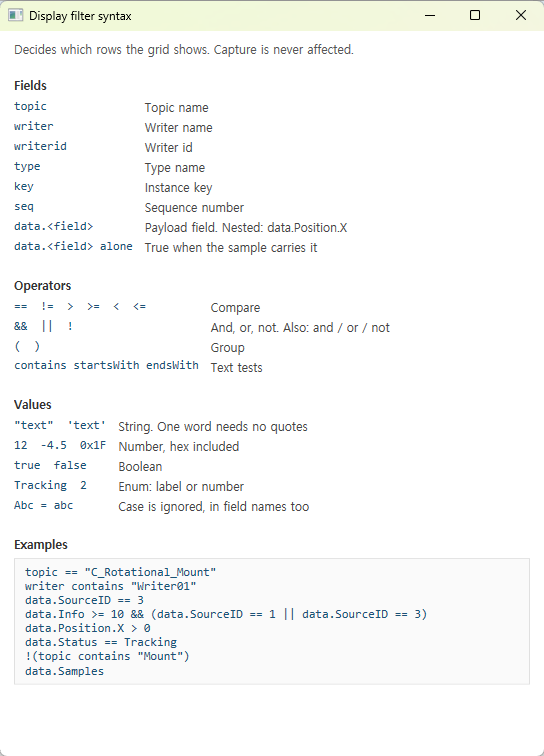 Display filter syntax
Decides which rows the grid shows. Capture is never affected.
Fields
topic Topic name
writer Writer name
writerid Writer id
type Type name
key Instance key
seq Sequence number
data.<field> Payload field. Nested: data.Position.X
data.<field> alone True when the sample carries it
Operators
== != > >= < <= Compare
&& || ! And, or, not. Also: and / or / not
( ) Group
contains startsWith endsWith Text tests
Values
"text" 'text' String. One word needs no quotes
12 -4.5 0x1F Number, hex included
true false Boolean
Tracking 2 Enum: label or number
Abc = abc Case is ignored, in field names too
Examples
topic == "C_Rotational_Mount"
writer contains "Writer01"
data.SourceID == 3
data.Info >= 10 && (data.SourceID == 1 || data.SourceID == 3)
data.Position.X > 0
data.Status == Tracking
!(topic contains "Mount")
data.Samples